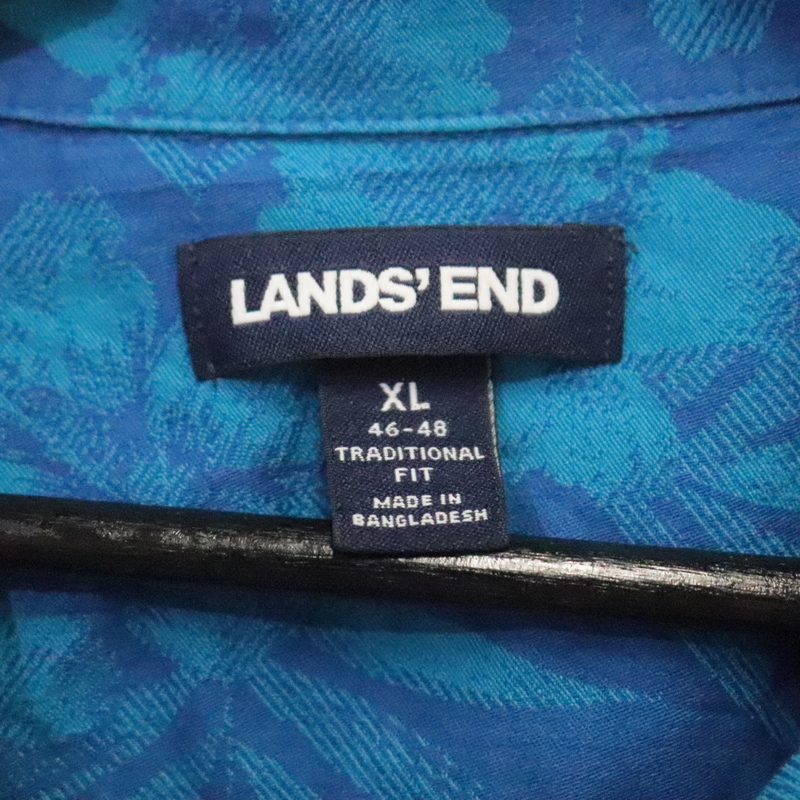 LANDS' END
XL
46-48
TRADITIONAL
FIT
MADE IN
BANGLADESH